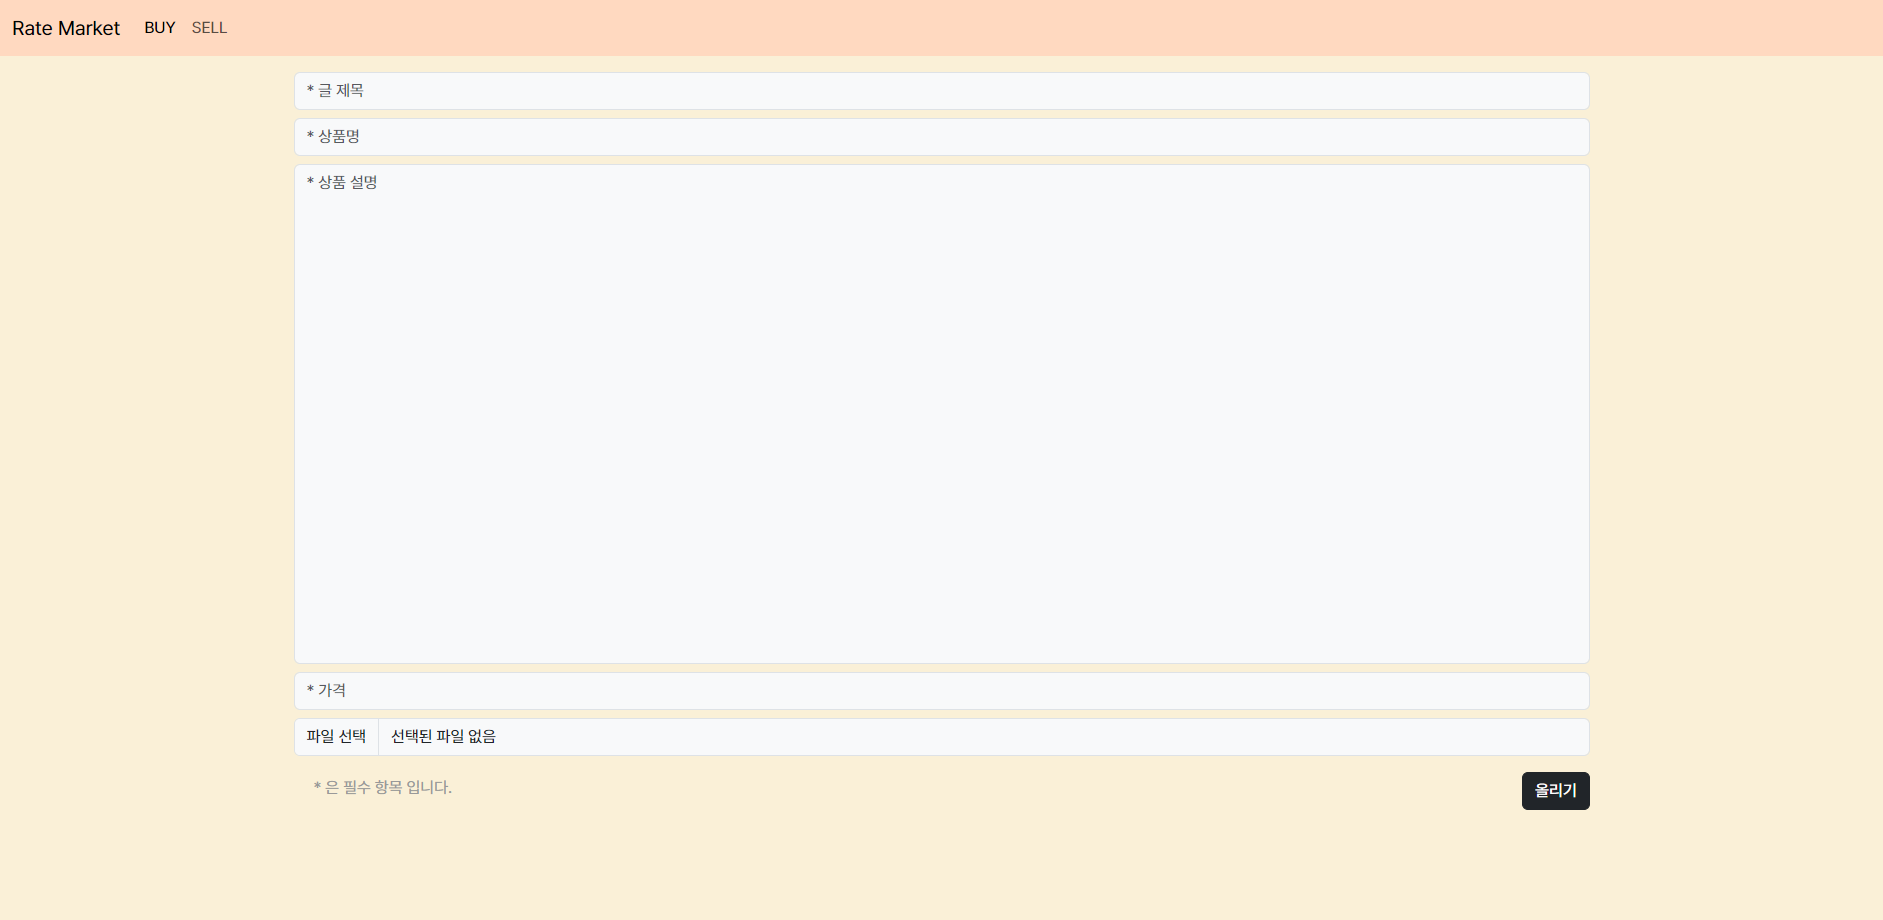 Rate Market BUY SELL
* 글 제목
* 상품명
* 상품 설명
* 가격
파일 선택 선택된 파일 없음
* 은 필수 항목 입니다. 올리기